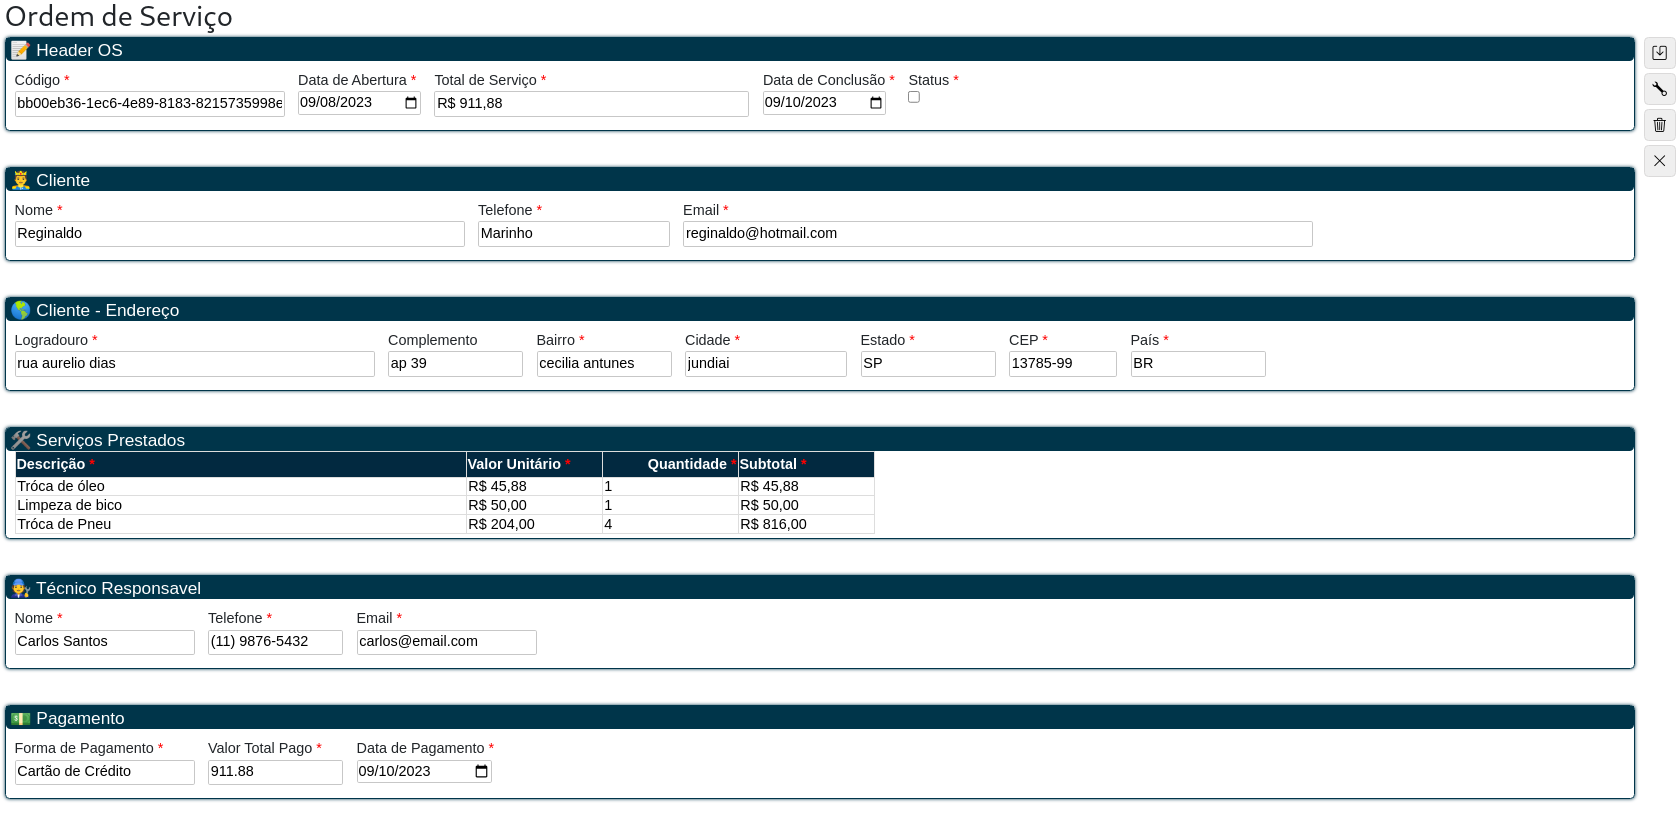 Ordem de Serviço
Header OS
Código * Data de Abertura * Total de Serviço * Data de Conclusão * Status *
bb00eb36-1ec6-4e89-8183-8215735998e 09/08/2023 R$ 911,88 09/10/2023
Cliente
Nome * Telefone * Email *
Reginaldo Marinho reginaldo@hotmail.com
Cliente - Endereço
Logradouro * Complemento Bairro * Cidade * Estado * CEP * País *
rua aurelio dias ap 39 cecilia antunes jundiai SP 13785-99 BR
Serviços Prestados
Descrição * Valor Unitário * Quantidade * Subtotal *
Tróca de óleo R$ 45,88 1 R$ 45,88
Limpeza de bico R$ 50,00 1 R$ 50,00
Tróca de Pneu R$ 204,00 4 R$ 816,00
Técnico Responsavel
Nome * Telefone * Email *
Carlos Santos (11) 9876-5432 carlos@email.com
Pagamento
Forma de Pagamento * Valor Total Pago * Data de Pagamento *
Cartão de Crédito 911.88 09/10/2023